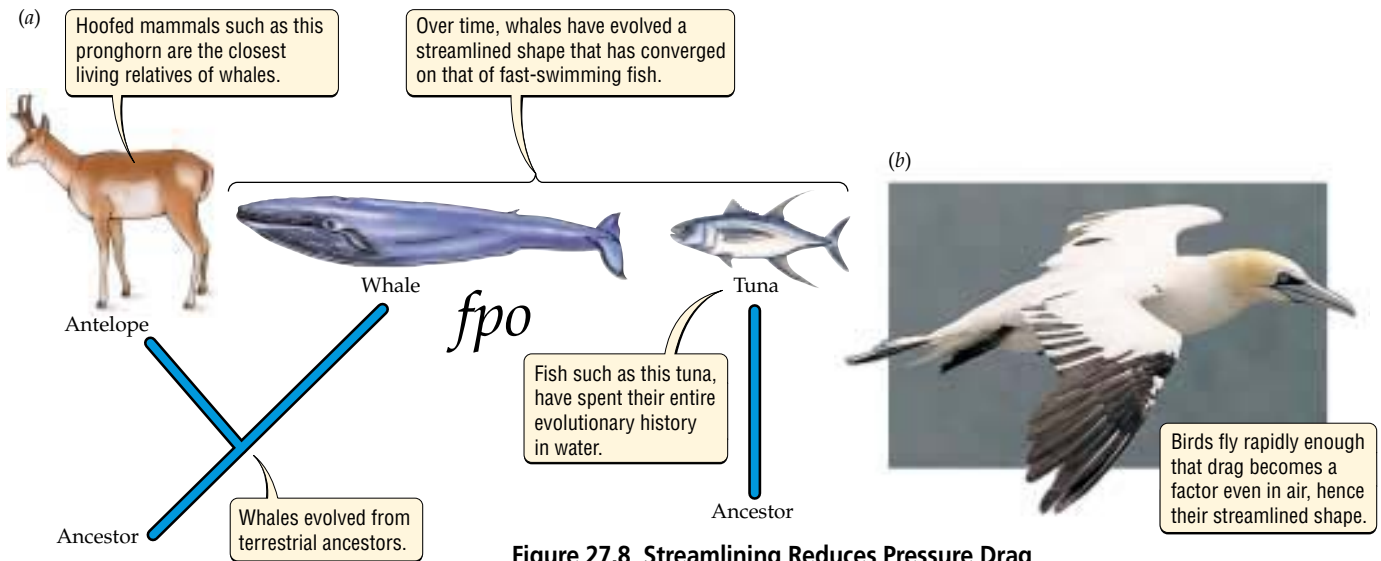 (a)
Hoofed mammals such as this
pronghorn are the closest
living relatives of whales.
Over time, whales have evolved a
streamlined shape that has converged
on that of fast-swimming fish.
(b)
Whale
Tuna
Antelope
fpo
Fish such as this tuna,
have spent their entire
evolutionary history
in water.
Birds fly rapidly enough
that drag becomes a
factor even in air, hence
their streamlined shape.
Whales evolved from
terrestrial ancestors.
Ancestor
Ancestor
Figure 27.8 Streamlining Reduces Pressure Drag